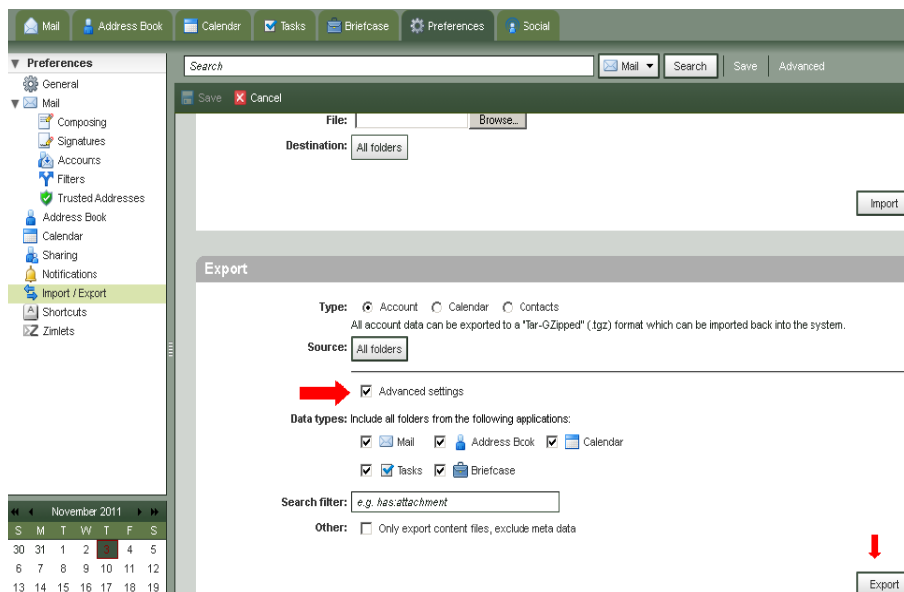 Mail Address Book Calendar Tasks Briefcase Preferences Social
Preferences
Search Mail Search Save Advanced
General
Mail
Save Cancel
Composing
File: Browse...
Signatures
Destination: All folders
Accounts
Filters
Trusted Addresses
Import
Address Book
Calendar
Sharing
Export
Notifications
Import / Export
Type: Account Calendar Contacts
Shortcuts
All account data can be exported to a "Tar-GZipped" (.tgz) format which can be imported back into the system.
Zimlets
Source: All folders
Advanced settings
Data types: Include all folders from the following applications:
Mail Address Book Calendar
Tasks Briefcase
Search filter: e.g. has:attachment
November 2011
Other: Only export content files, exclude meta data
S M T W T F S
30 31 1 2 3 4 5
6 7 8 9 10 11 12
Export
13 14 15 16 17 18 19